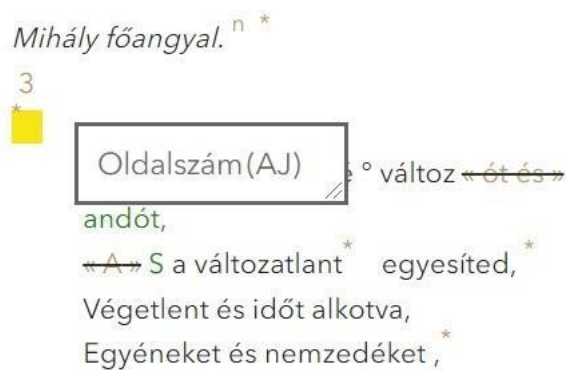 Mihály főangyal. n *
3
*
Oldalszám(AJ)
° változ « ót és »
andót,
« A » S a változatlant * egyesíted, *
Végetlent és időt alkotva,
Egyéneket és nemzedéket , *